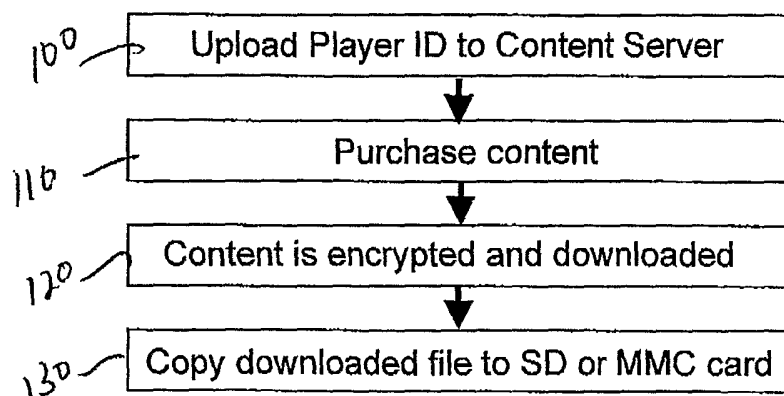 100 Upload Player ID to Content Server
110 Purchase content
120 Content is encrypted and downloaded
130 Copy downloaded file to SD or MMC card